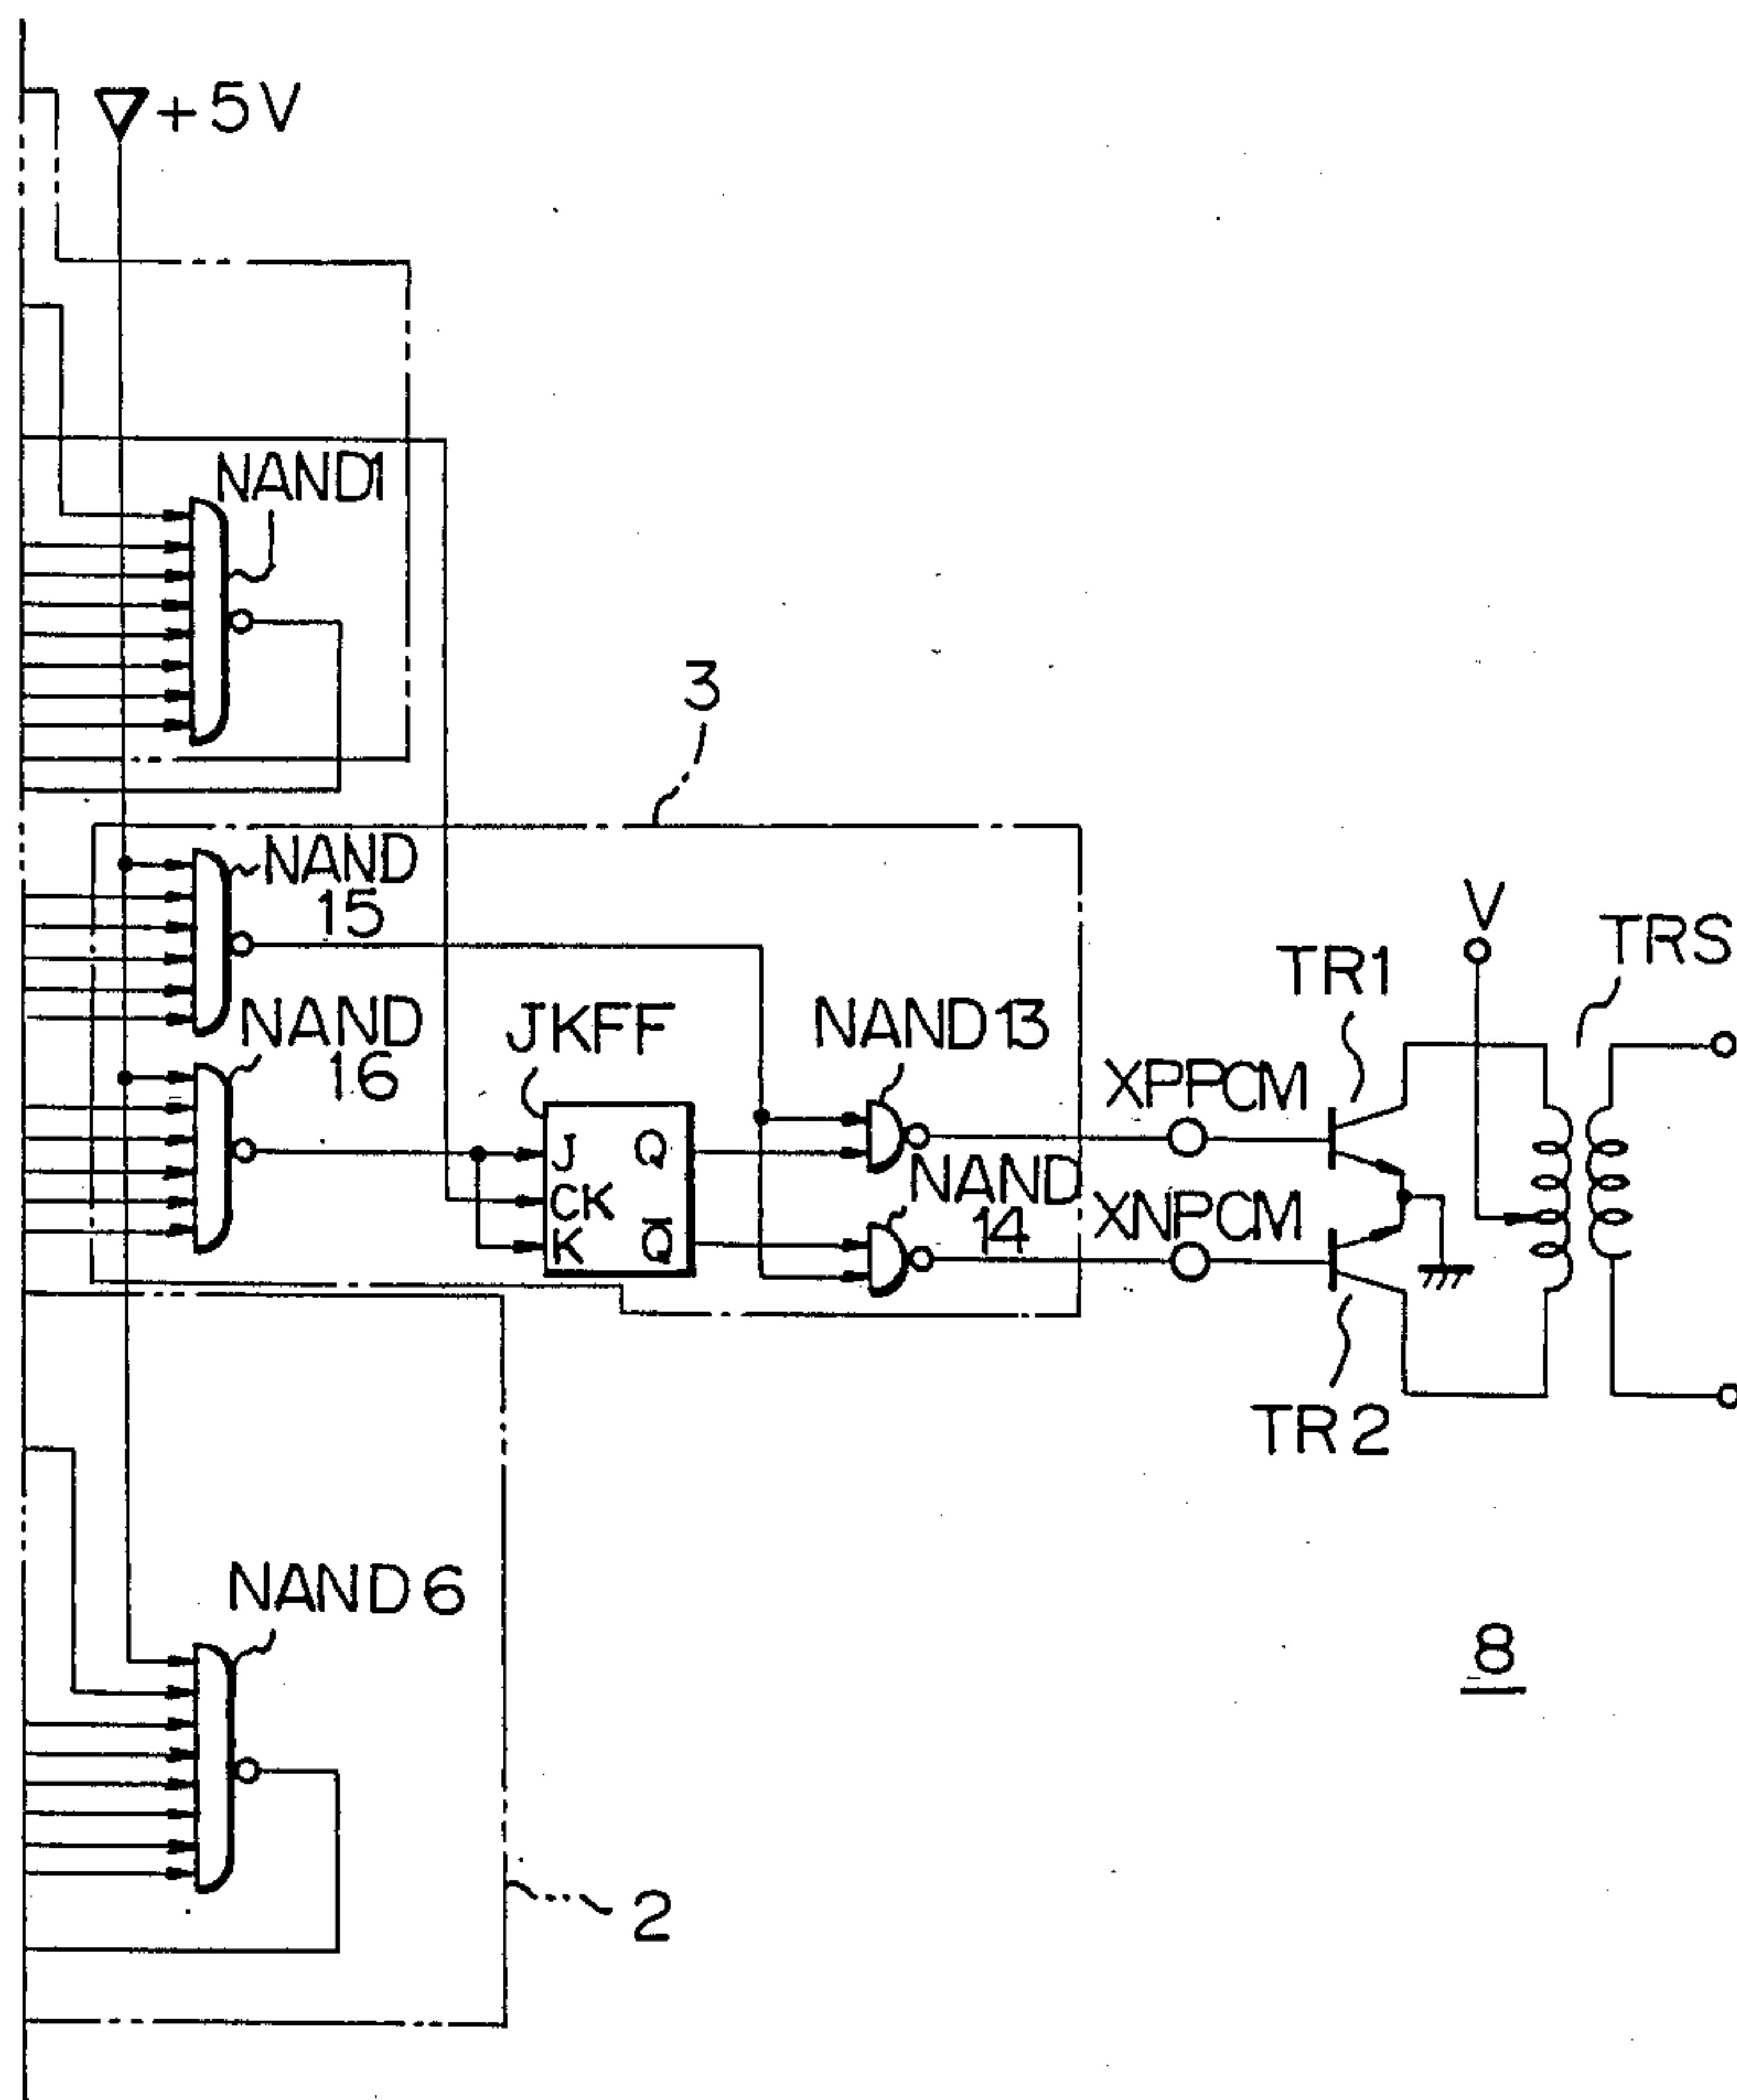 +5V
NAND1
3
NAND
15
NAND
16
JKFF
J
Q
CK
K
Q̅
NAND13
NAND
14
XPPCM
XNPCM
TR1
V
TRS
TR2
NAND6
8
2